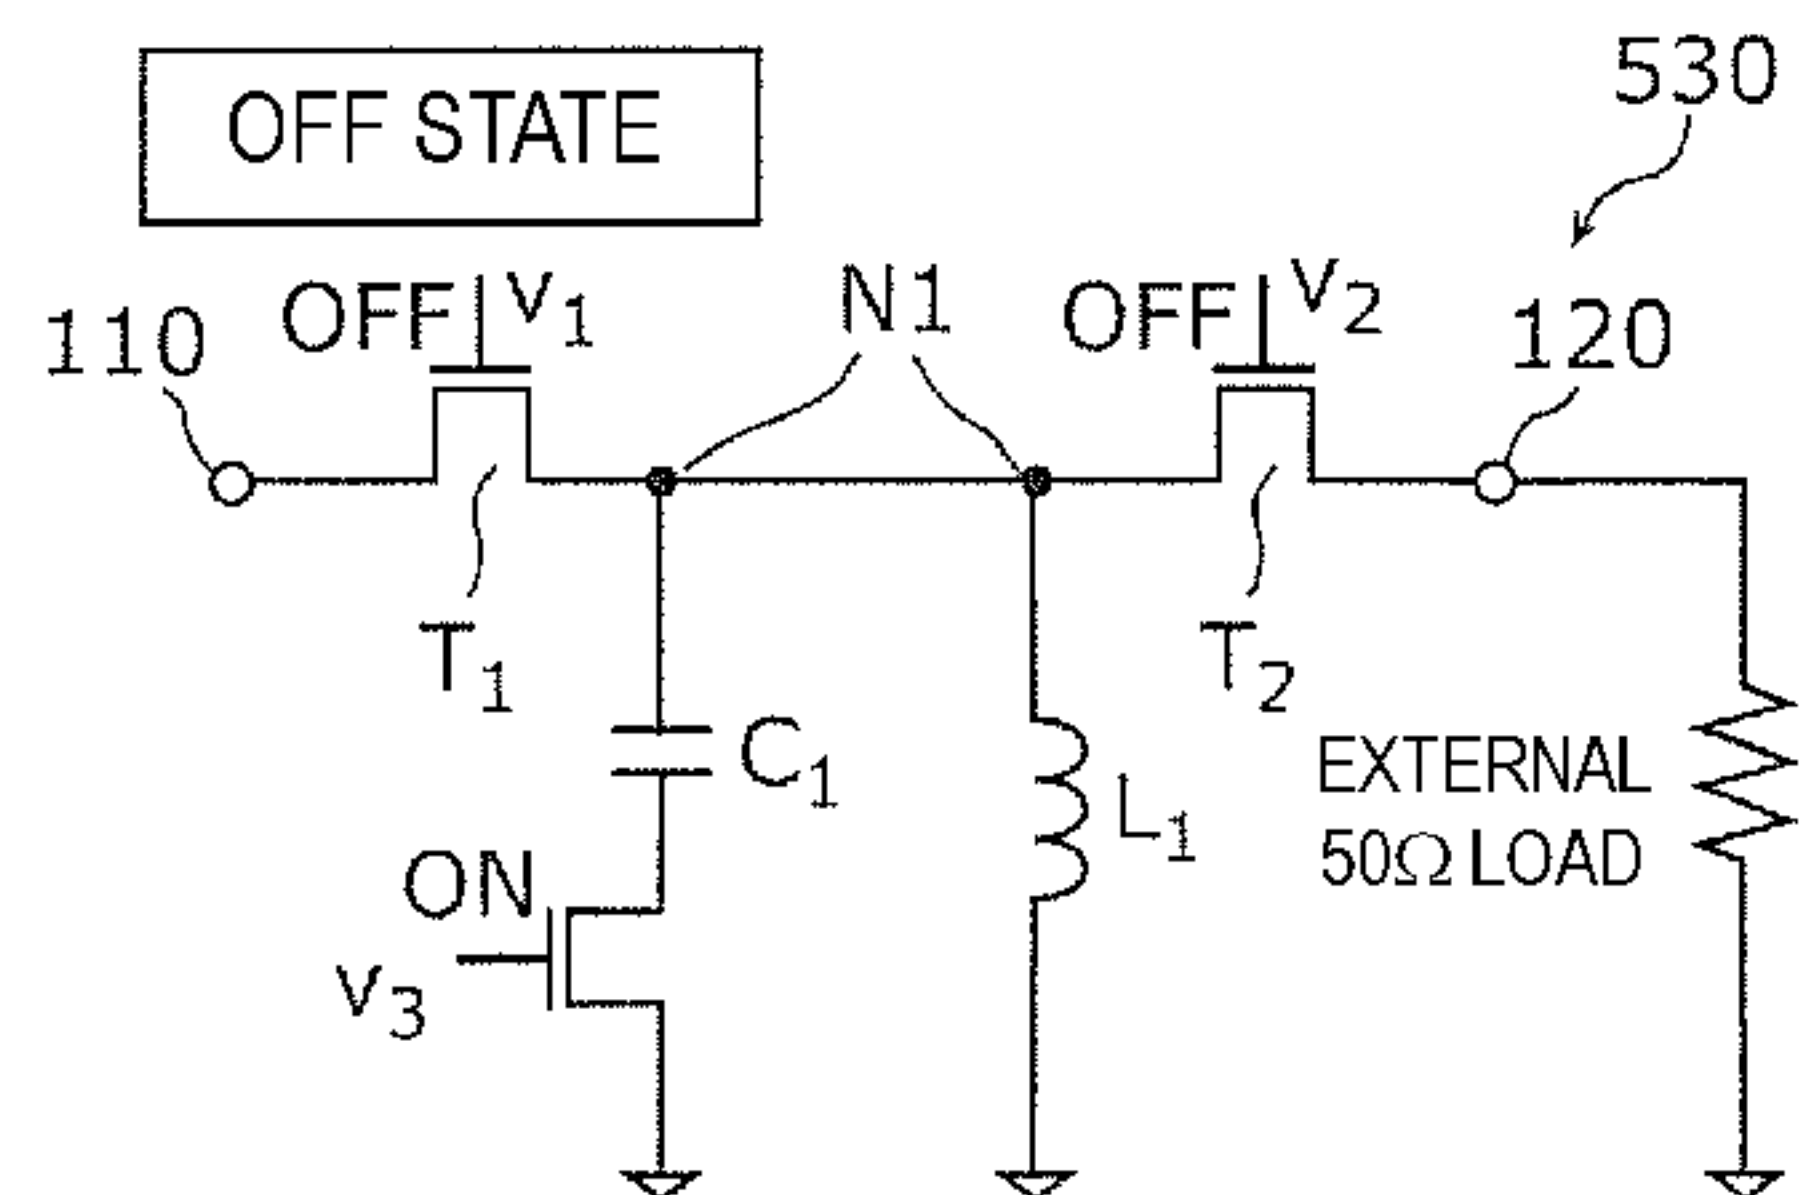 530
OFF STATE
OFF V1 N1 OFF V2
110 120
T1 T2
C1 L1 EXTERNAL
50Ω LOAD
ON
V3